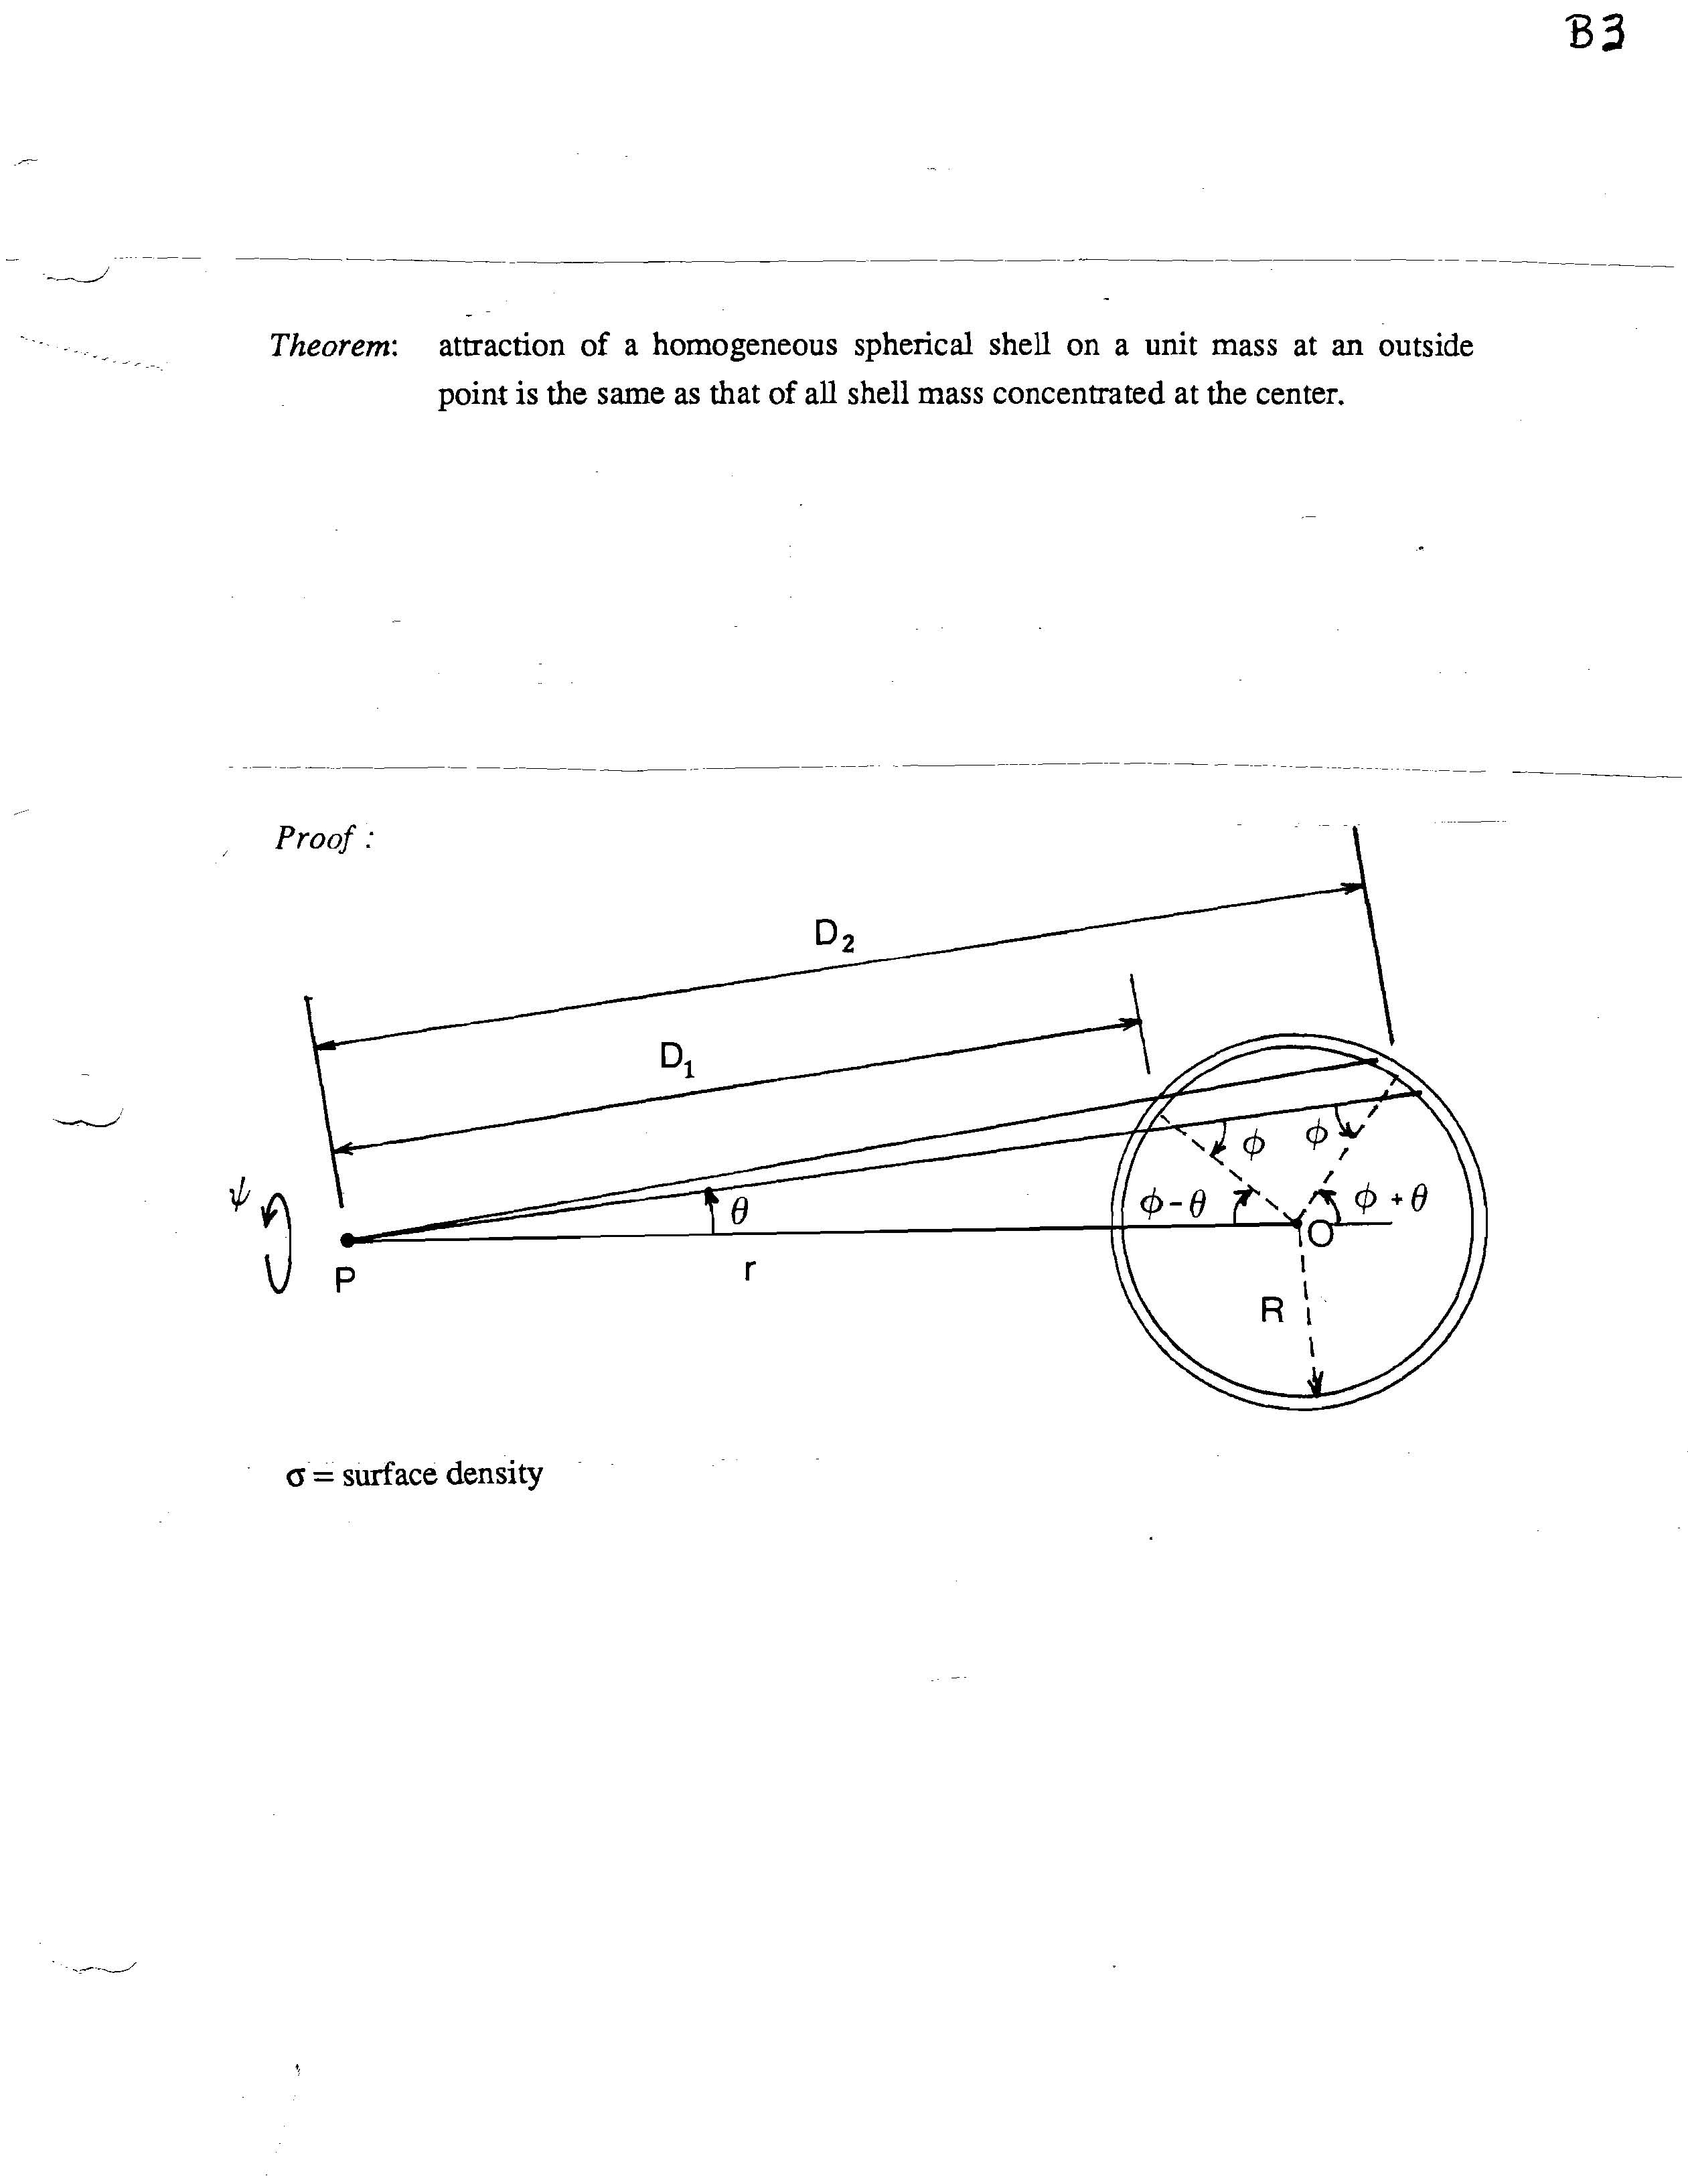 B3
Theorem: attraction of a homogeneous spherical shell on a unit mass at an outside
point is the same as that of all shell mass concentrated at the center.
Proof :
D₂
D₁
ϕ ϕ
ψ θ ϕ-θ ϕ +θ
O
P r
R
σ = surface density